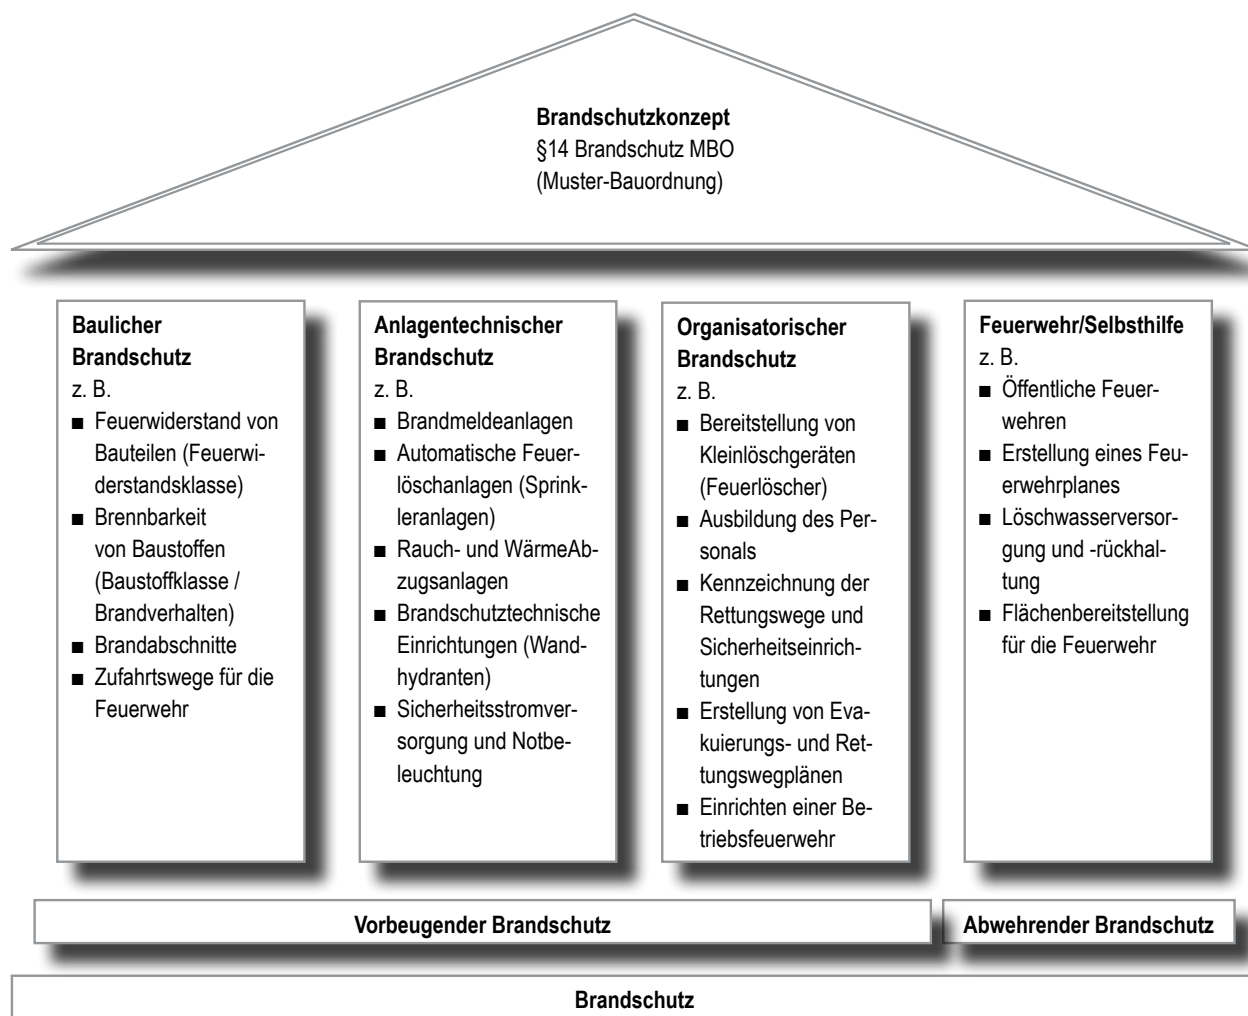 Brandschutzkonzept
§14 Brandschutz MBO
(Muster-Bauordnung)
Baulicher
Brandschutz
z. B.
■ Feuerwiderstand von
Bauteilen (Feuerwi-
derstandsklasse)
■ Brennbarkeit
von Baustoffen
(Baustoffklasse /
Brandverhalten)
■ Brandabschnitte
■ Zufahrtswege für die
Feuerwehr
Anlagentechnischer
Brandschutz
z. B.
■ Brandmeldeanlagen
■ Automatische Feuer-
löschanlagen (Sprink-
leranlagen)
■ Rauch- und WärmeAb-
zugsanlagen
■ Brandschutztechnische
Einrichtungen (Wand-
hydranten)
■ Sicherheitsstromver-
sorgung und Notbe-
leuchtung
Organisatorischer
Brandschutz
z. B.
■ Bereitstellung von
Kleinlöschgeräten
(Feuerlöscher)
■ Ausbildung des Per-
sonals
■ Kennzeichnung der
Rettungswege und
Sicherheitseinrich-
tungen
■ Erstellung von Eva-
kuierungs- und Ret-
tungswegplänen
■ Einrichten einer Be-
triebsfeuerwehr
Feuerwehr/Selbsthilfe
z. B.
■ Öffentliche Feuer-
wehren
■ Erstellung eines Feu-
erwehrplanes
■ Löschwasserversor-
gung und -rückhal-
tung
■ Flächenbereitstellung
für die Feuerwehr
Vorbeugender Brandschutz
Abwehrender Brandschutz
Brandschutz